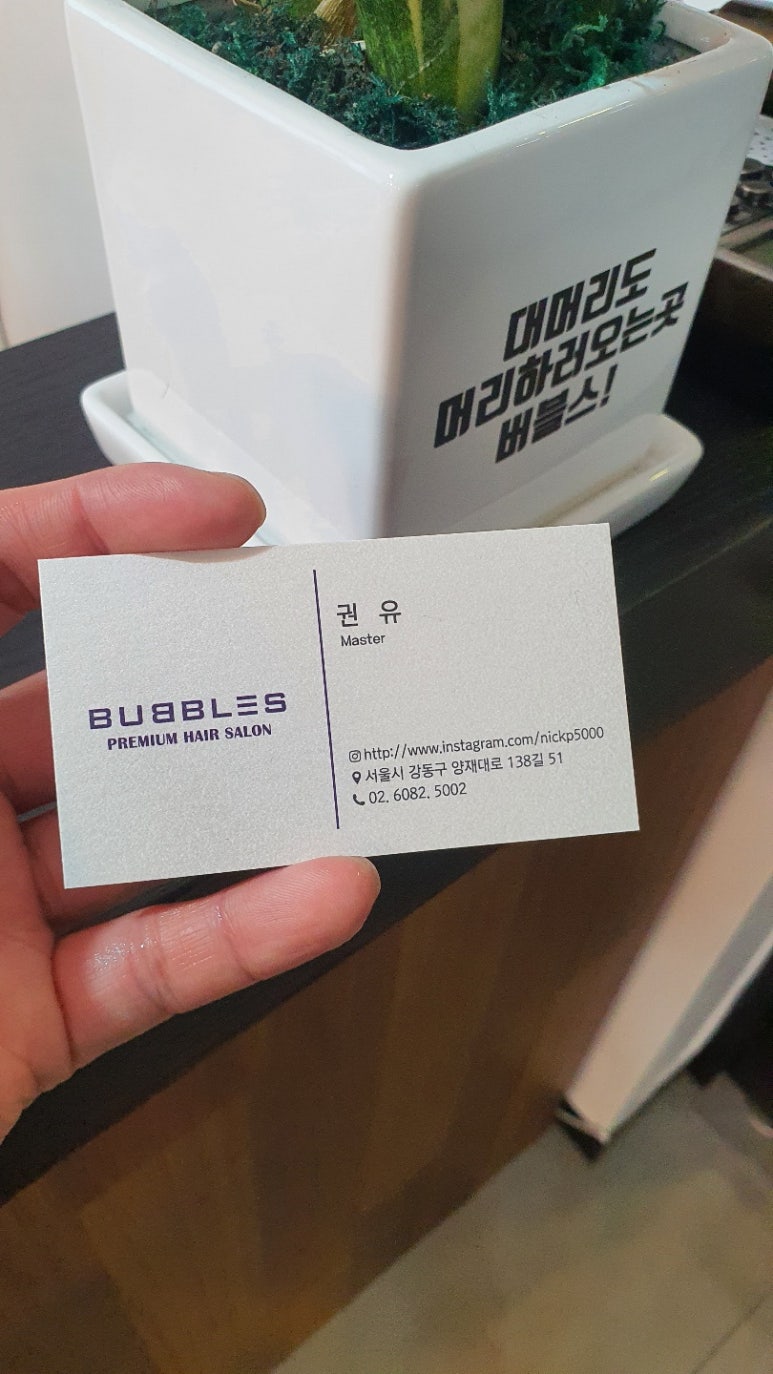 대머리도
머리하러오는곳
버블스!
BUBBLES
PREMIUM HAIR SALON
권 유
Master
http://www.instagram.com/nickp5000
서울시 강동구 양재대로 138길 51
02. 6082. 5002